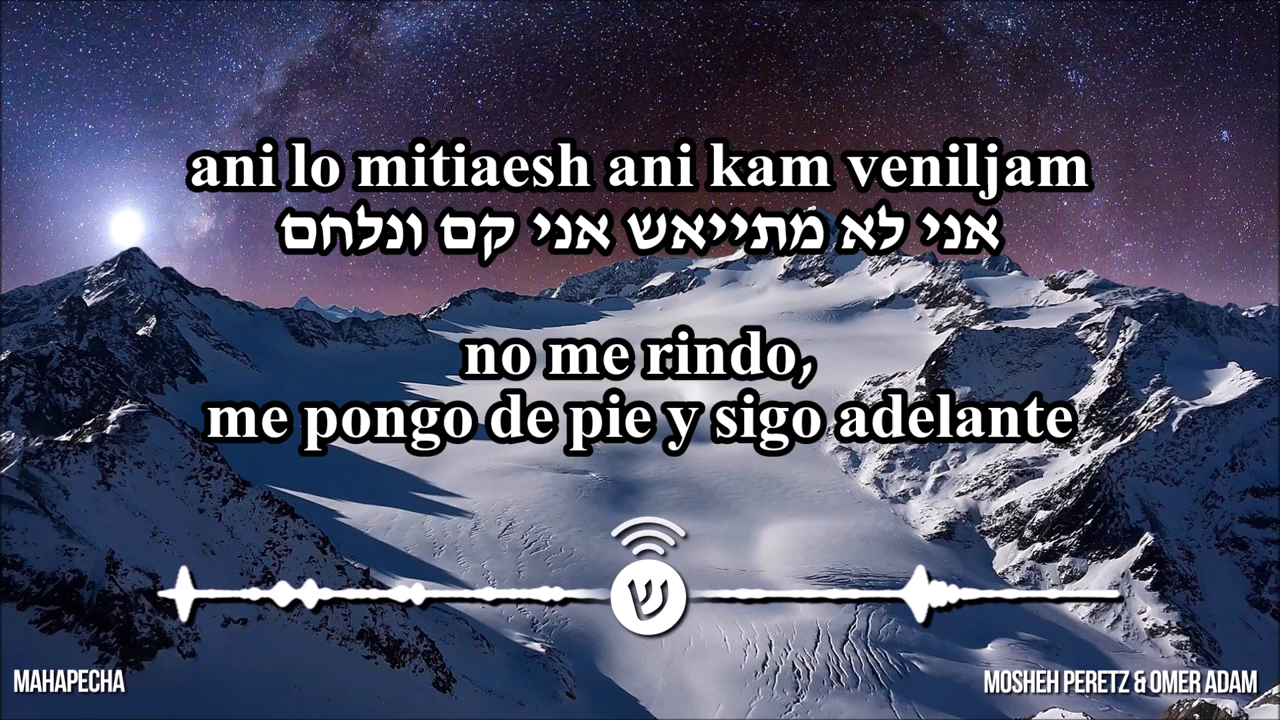 ani lo mitiaesh ani kam veniljam
אני לא מתייאש אני קם ונלחם
no me rindo,
me pongo de pie y sigo adelante
ש
MAHAPECHA
MOSHEH PERETZ & OMER ADAM